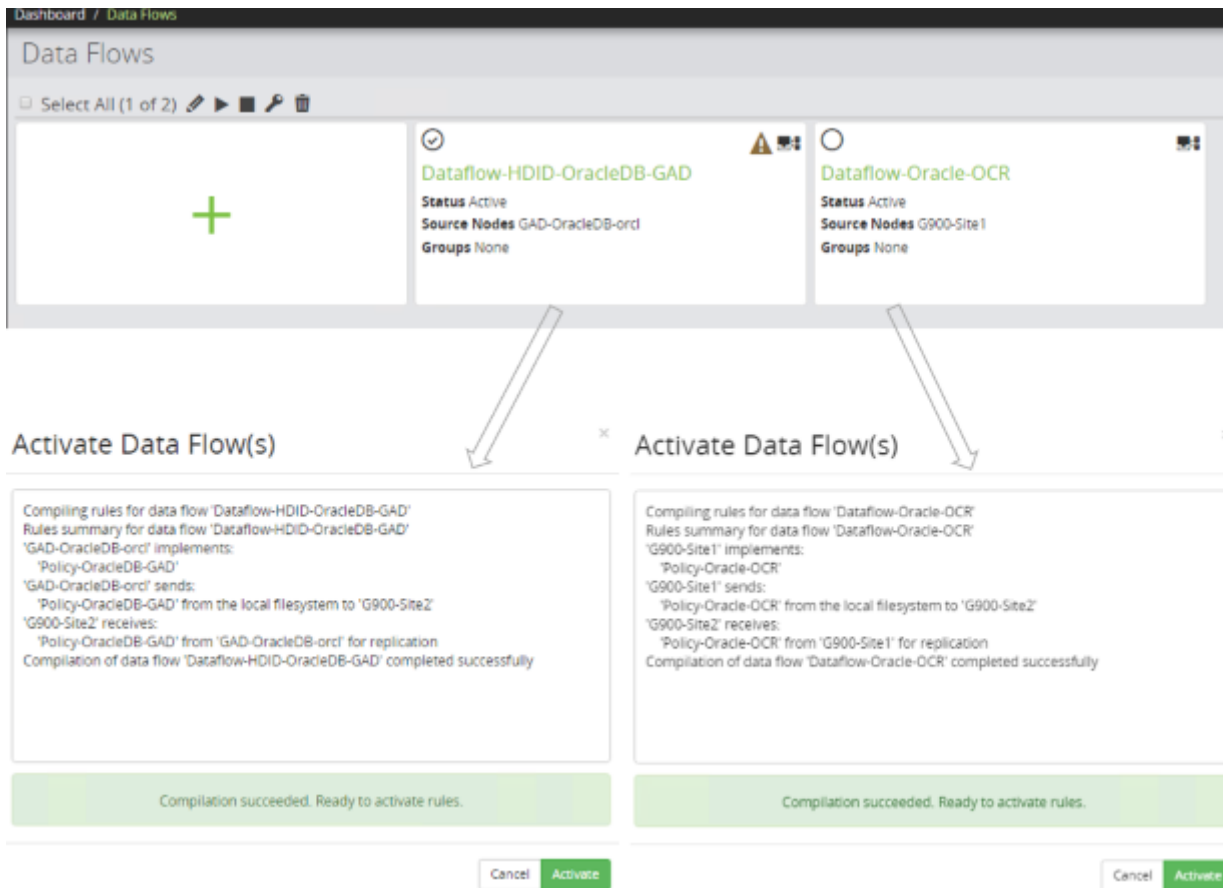 Dashboard / Data Flows
Data Flows
Select All (1 of 2)
Dataflow-HDID-OracleDB-GAD
Status Active
Source Nodes GAD-OracleDB-orcl
Groups None
Dataflow-Oracle-OCR
Status Active
Source Nodes G900-Site1
Groups None
Activate Data Flow(s)
Compiling rules for data flow 'Dataflow-HDID-OracleDB-GAD'
Rules summary for data flow 'Dataflow-HDID-OracleDB-GAD'
'GAD-OracleDB-orcl' implements:
'Policy-OracleDB-GAD'
'GAD-OracleDB-orcl' sends:
'Policy-OracleDB-GAD' from the local filesystem to 'G900-Site2'
'G900-Site2' receives:
'Policy-OracleDB-GAD' from 'GAD-OracleDB-orcl' for replication
Compilation of data flow 'Dataflow-HDID-OracleDB-GAD' completed successfully
Compilation succeeded. Ready to activate rules.
Cancel Activate
Activate Data Flow(s)
Compiling rules for data flow 'Dataflow-Oracle-OCR'
Rules summary for data flow 'Dataflow-Oracle-OCR'
'G900-Site1' implements:
'Policy-Oracle-OCR'
'G900-Site1' sends:
'Policy-Oracle-OCR' from the local filesystem to 'G900-Site2'
'G900-Site2' receives:
'Policy-Oracle-OCR' from 'G900-Site1' for replication
Compilation of data flow 'Dataflow-Oracle-OCR' completed successfully
Compilation succeeded. Ready to activate rules.
Cancel Activate